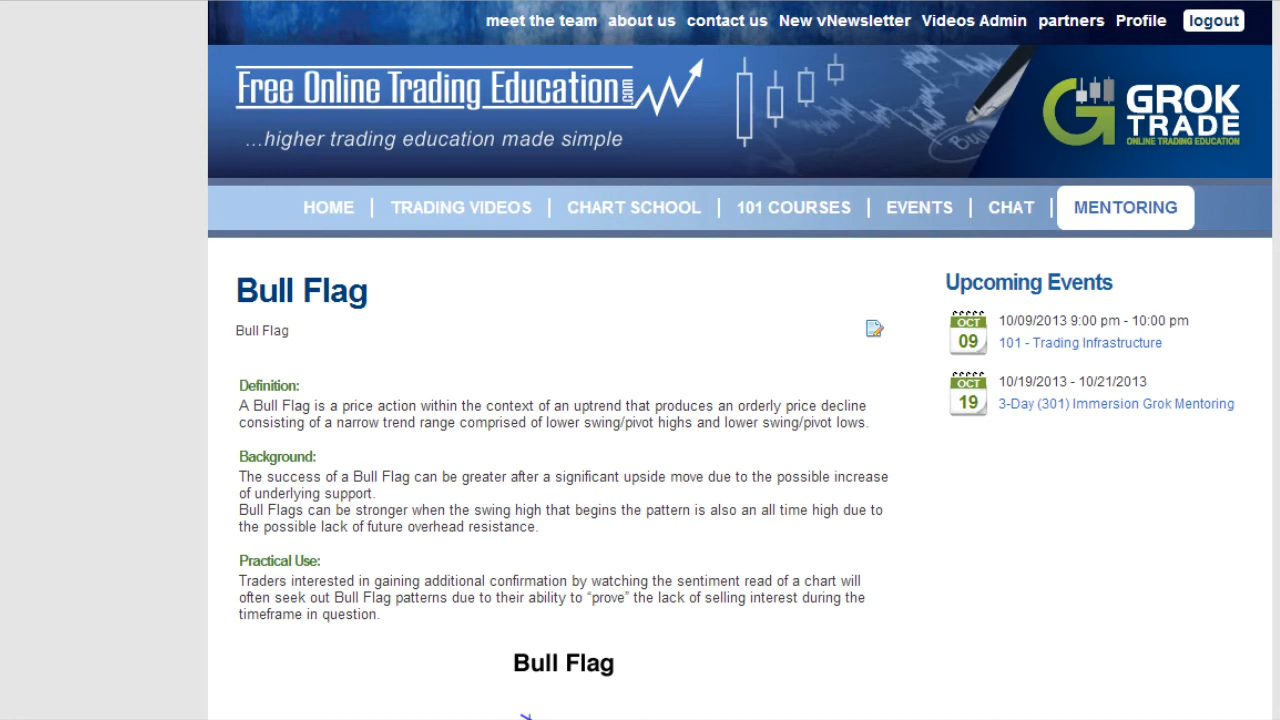 meet the team about us contact us New vNewsletter Videos Admin partners Profile logout
Free Online Trading Education.com
...higher trading education made simple
Buy
GROK
TRADE
ONLINE TRADING EDUCATION
HOME | TRADING VIDEOS | CHART SCHOOL | 101 COURSES | EVENTS | CHAT | MENTORING
Bull Flag
Bull Flag
Definition:
A Bull Flag is a price action within the context of an uptrend that produces an orderly price decline
consisting of a narrow trend range comprised of lower swing/pivot highs and lower swing/pivot lows.
Background:
The success of a Bull Flag can be greater after a significant upside move due to the possible increase
of underlying support.
Bull Flags can be stronger when the swing high that begins the pattern is also an all time high due to
the possible lack of future overhead resistance.
Practical Use:
Traders interested in gaining additional confirmation by watching the sentiment read of a chart will
often seek out Bull Flag patterns due to their ability to “prove” the lack of selling interest during the
timeframe in question.
Bull Flag
Upcoming Events
OCT
09
10/09/2013 9:00 pm - 10:00 pm
101 - Trading Infrastructure
OCT
19
10/19/2013 - 10/21/2013
3-Day (301) Immersion Grok Mentoring